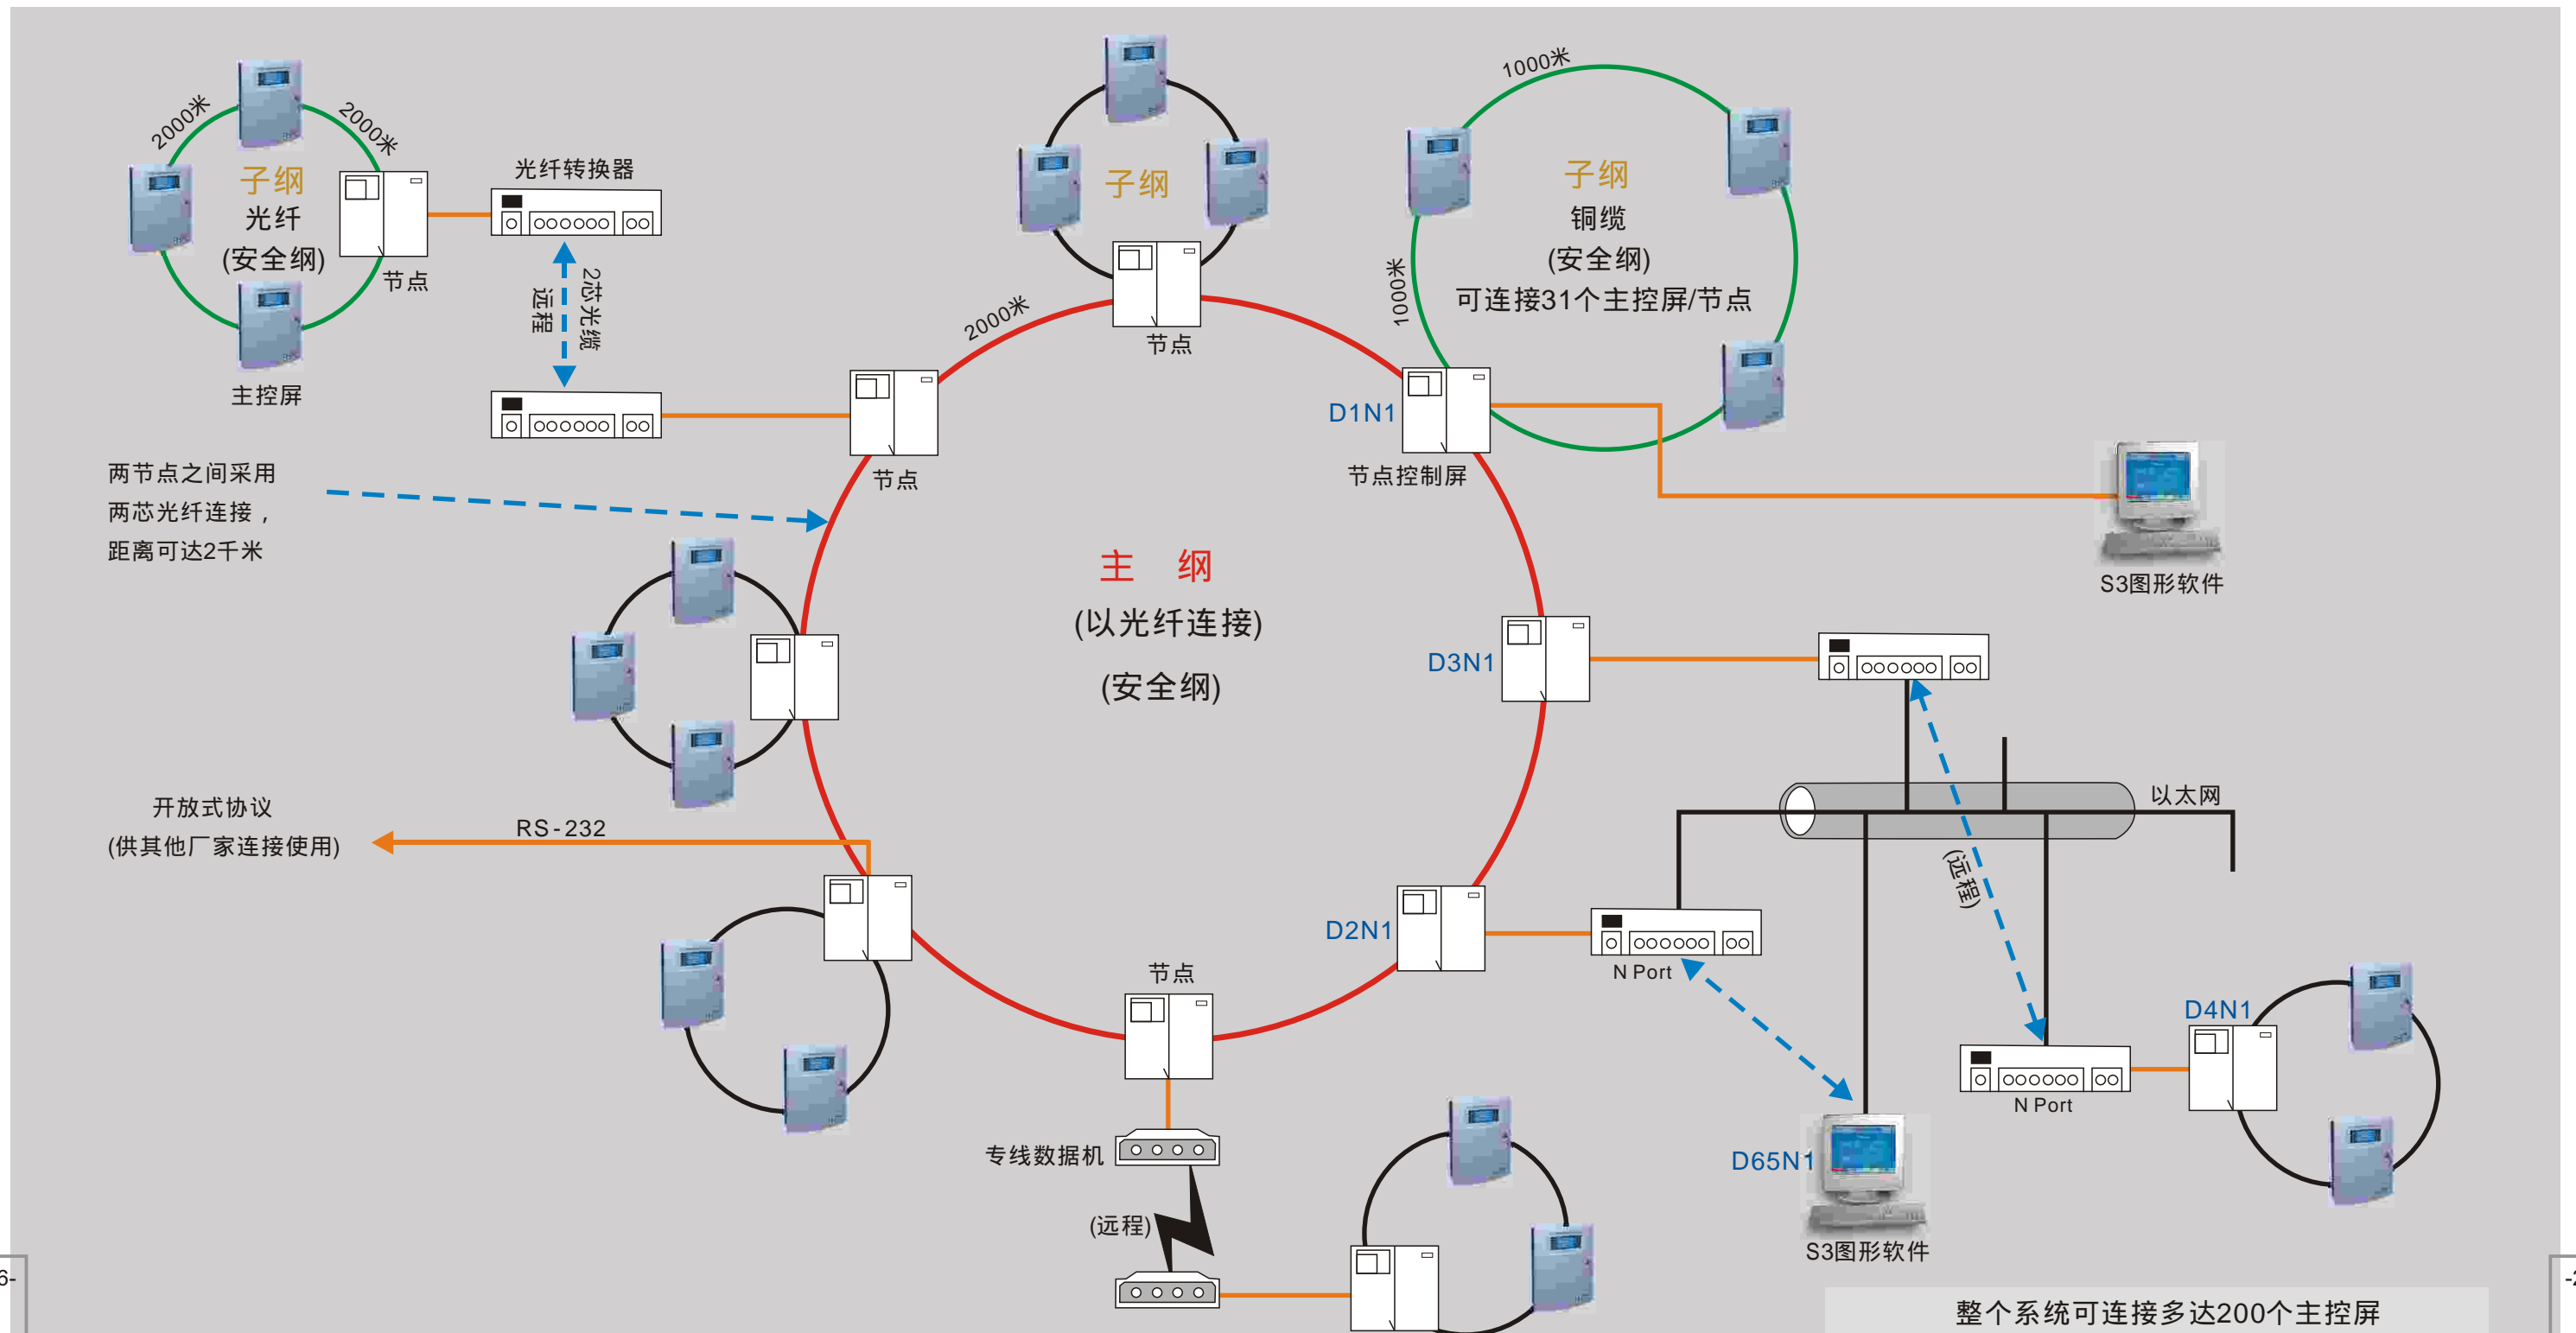 1000米
2000米
2000米
子纲
光纤
(安全纲)
节点
主控屏
光纤转换器
2芯光缆
远程
子纲
节点
2000米
子纲
铜缆
(安全纲)
可连接31个主控屏/节点
1000米
D1N1
节点控制屏
节点
两节点之间采用
两芯光纤连接，
距离可达2千米
S3图形软件
主 纲
(以光纤连接)
(安全纲)
D3N1
以太网
(远程)
开放式协议
(供其他厂家连接使用)
RS-232
D2N1
N Port
节点
D4N1
N Port
专线数据机
(远程)
D65N1
S3图形软件
6-
整个系统可连接多达200个主控屏